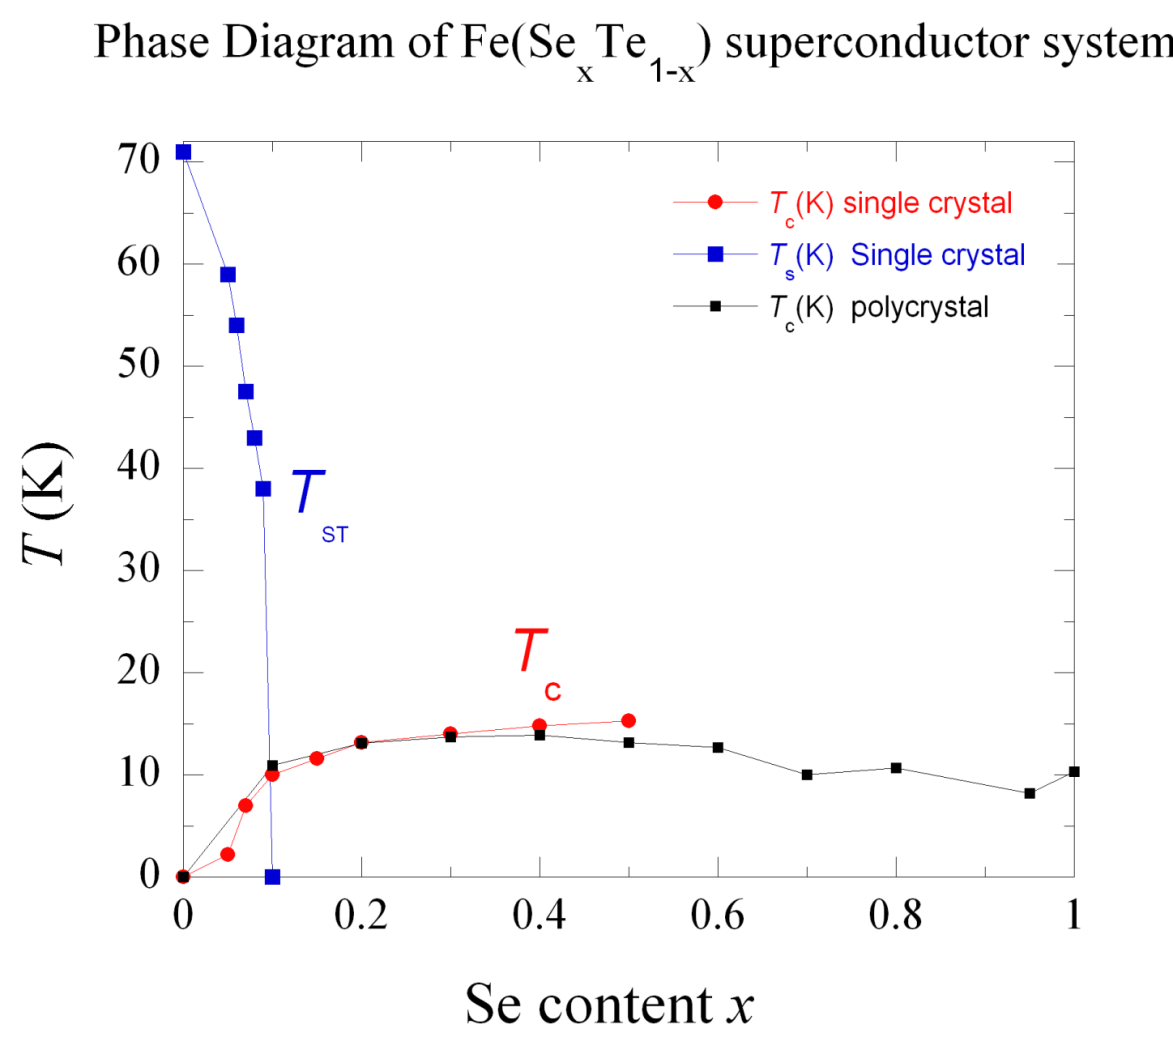 Phase Diagram of Fe(SexTe1-x) superconductor system
70
60
50
40
30
20
10
0
T (K)
Tc(K) single crystal
Ts(K) Single crystal
Tc(K) polycrystal
TST
Tc
0 0.2 0.4 0.6 0.8 1
Se content x